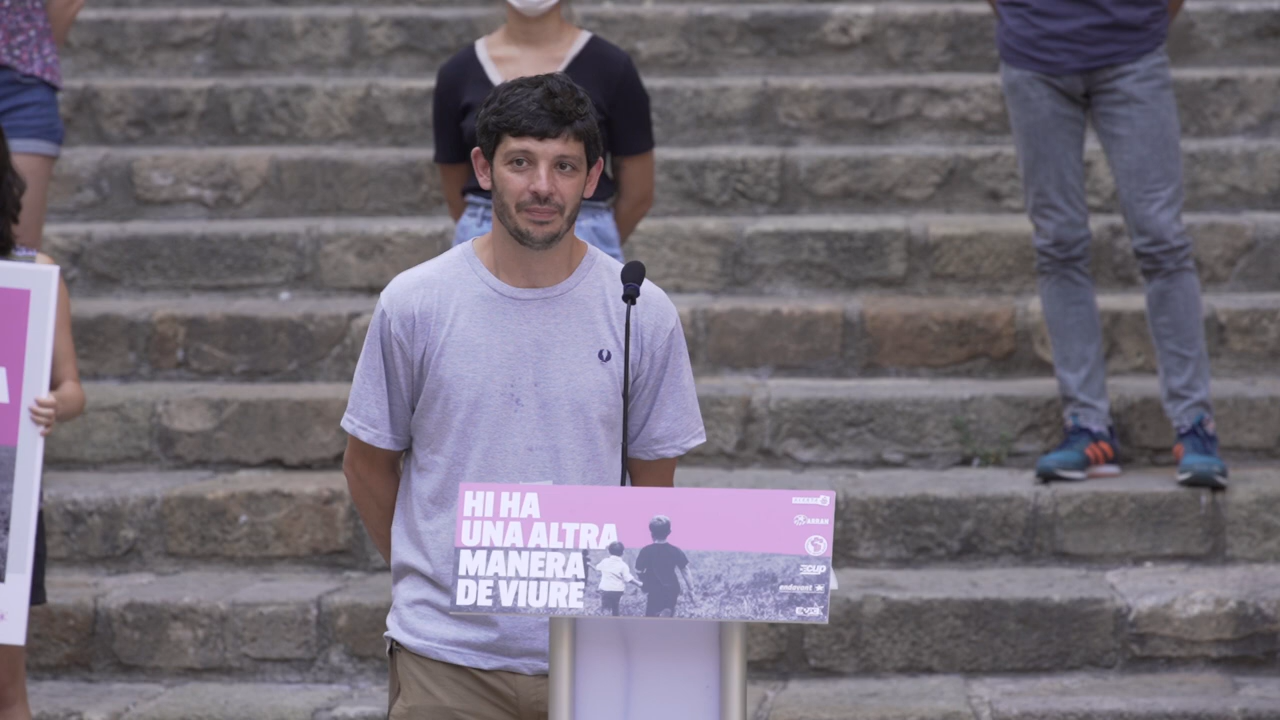 HI HA
UNA ALTRA
MANERA
DE VIURE
ARRAN
cup
endavant
A